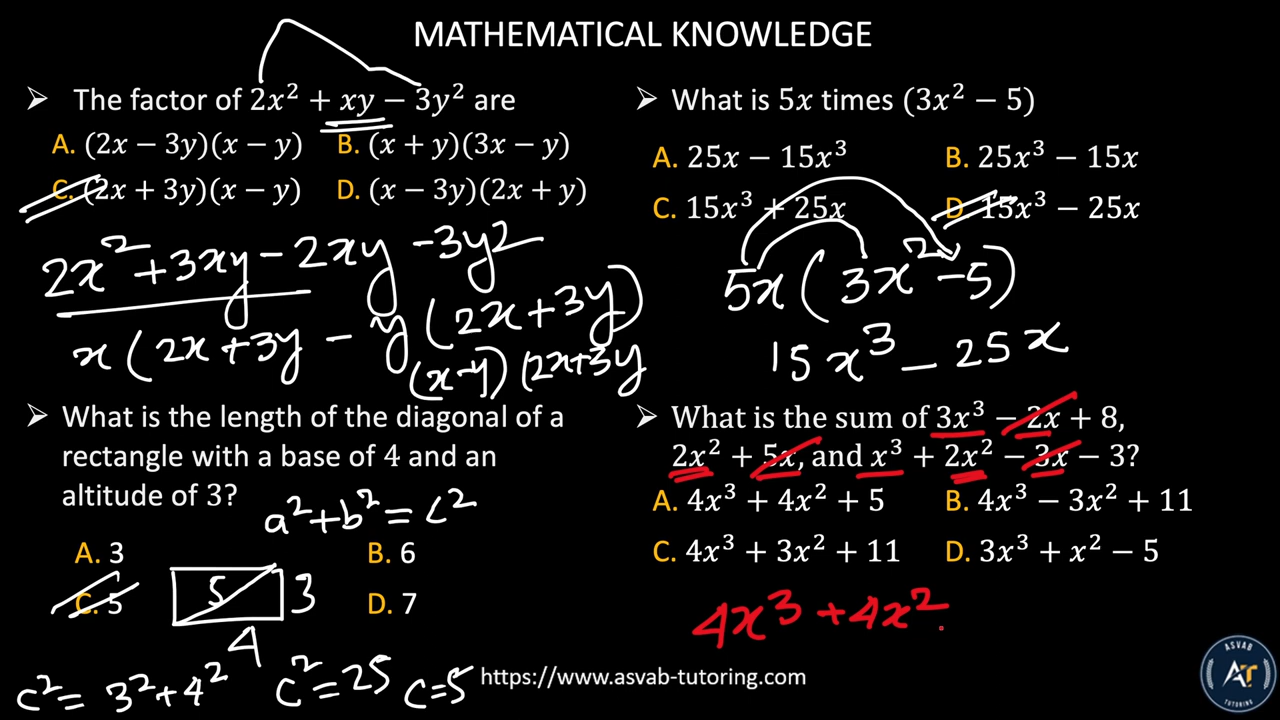 MATHEMATICAL KNOWLEDGE
➢ The factor of 2x² + xy − 3y² are
A. (2x − 3y)(x − y) B. (x + y)(3x − y)
C. (2x + 3y)(x − y) D. (x − 3y)(2x + y)
2x² + 3xy − 2xy − 3y²
x (2x + 3y − y (2x + 3y)
(x − y) (2x + 3y
➢ What is 5x times (3x² − 5)
A. 25x − 15x³ B. 25x³ − 15x
C. 15x³ + 25x D. 15x³ − 25x
5x (3x² − 5)
15x³ − 25x
➢ What is the length of the diagonal of a
rectangle with a base of 4 and an
altitude of 3?
a² + b² = c²
A. 3 B. 6
C. 5 D. 7
5 3
4
c² = 3² + 4² c² = 25 c = 5
➢ What is the sum of 3x³ − 2x + 8,
2x² + 5x, and x³ + 2x² − 3x − 3?
A. 4x³ + 4x² + 5 B. 4x³ − 3x² + 11
C. 4x³ + 3x² + 11 D. 3x³ + x² − 5
4x³ + 4x²
https://www.asvab-tutoring.com
ASVAB
AT
TUTORING